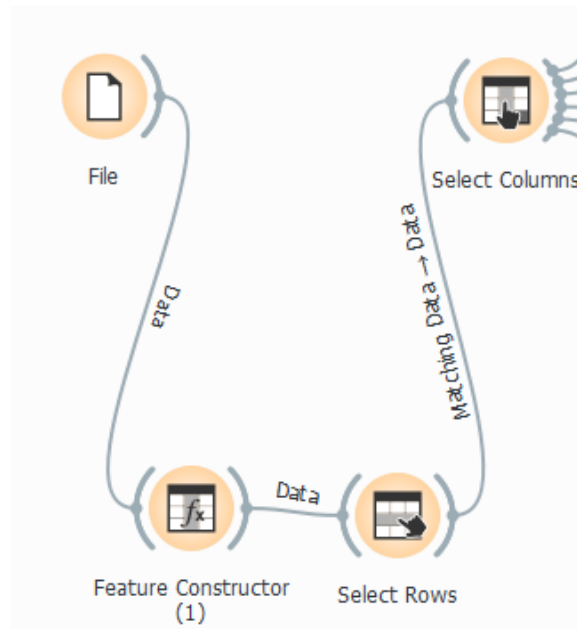 File
Select Columns
Data
Matching Data → Data
Data
Feature Constructor
(1)
Select Rows